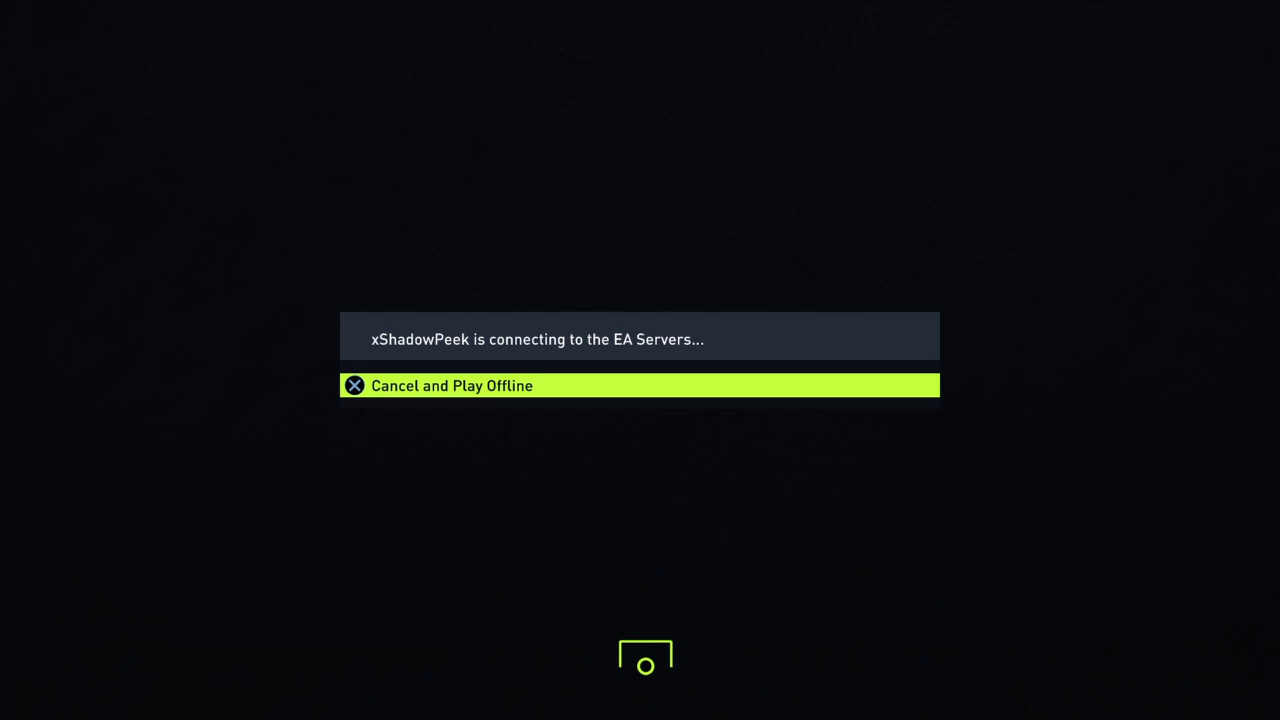 xShadowPeek is connecting to the EA Servers...
Cancel and Play Offline